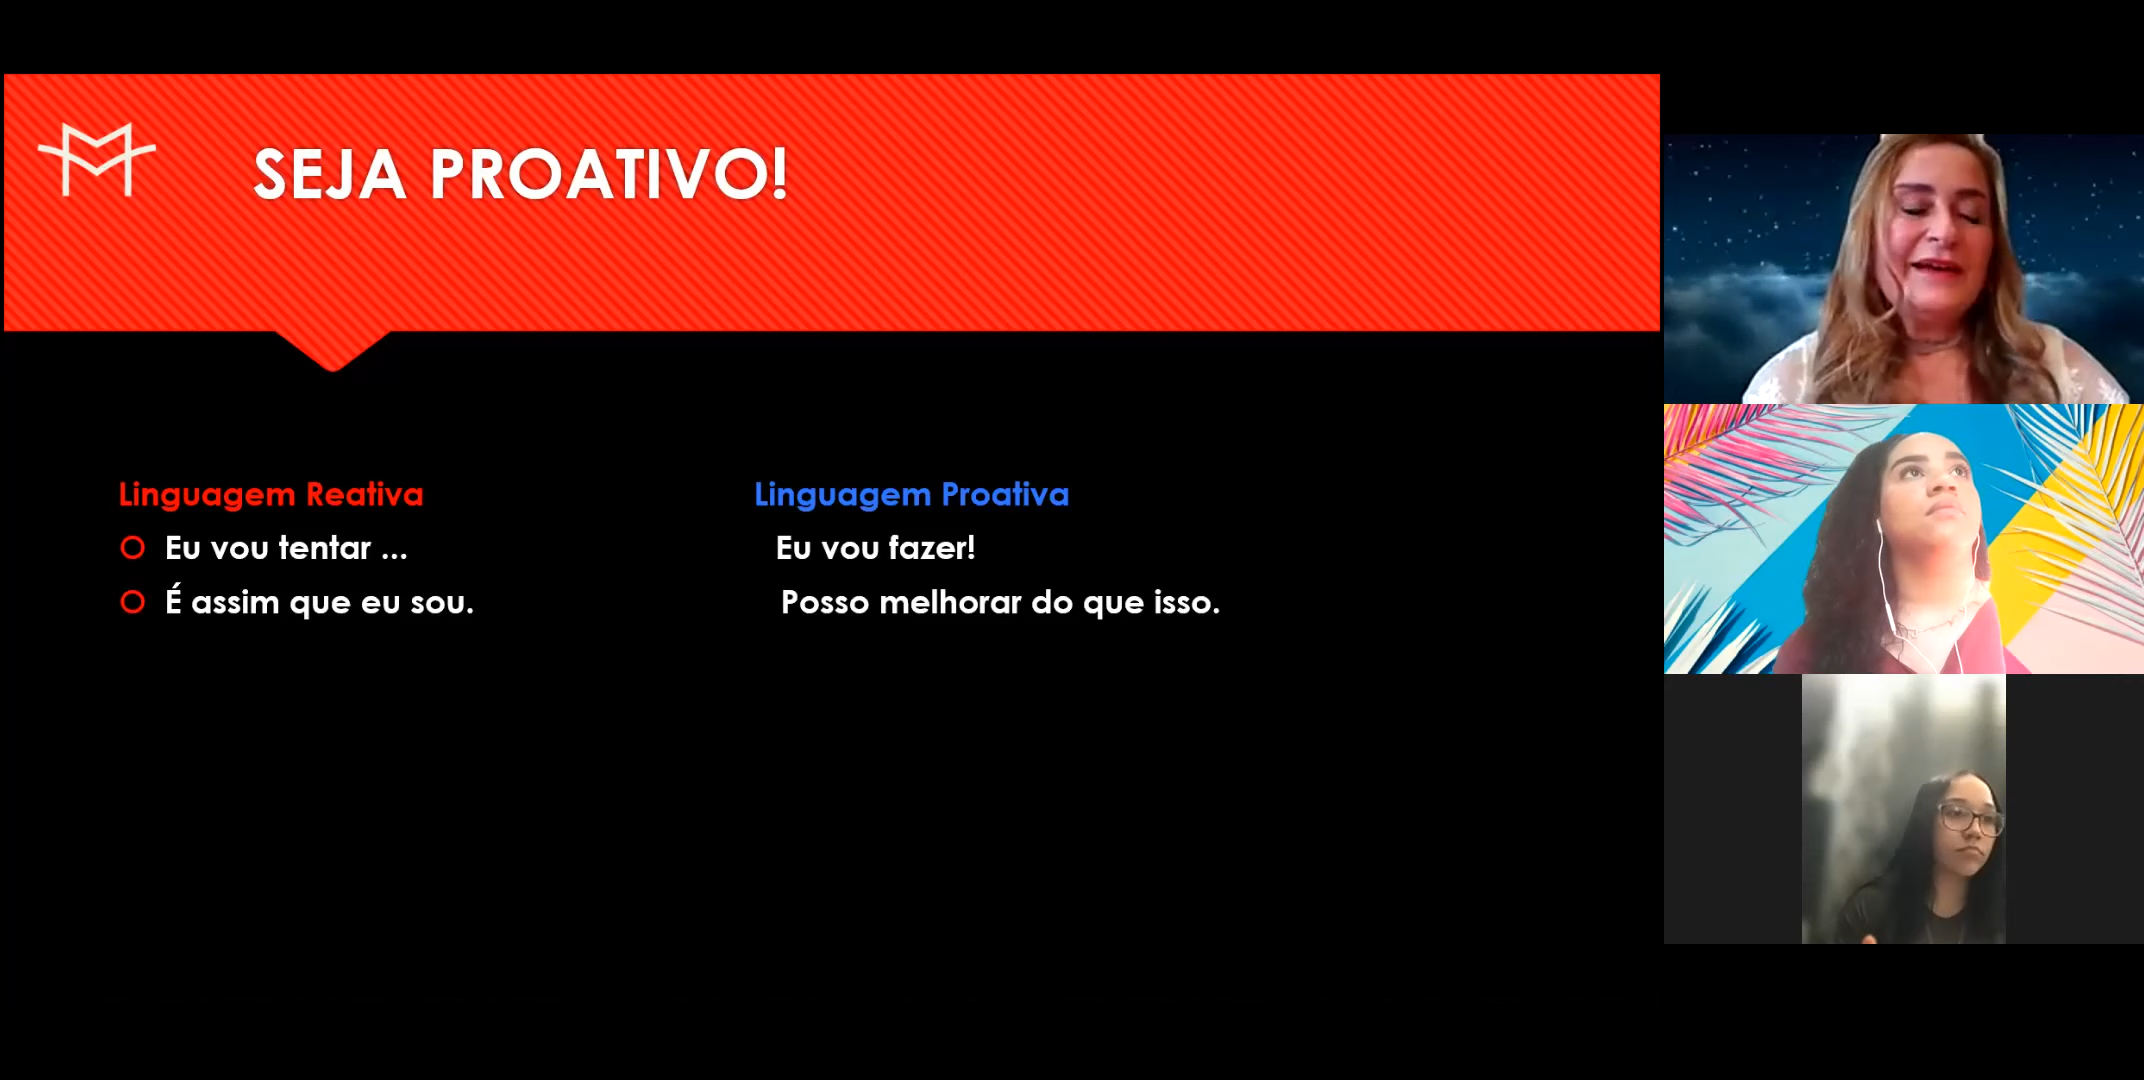 SEJA PROATIVO!
Linguagem Reativa
Linguagem Proativa
Eu vou tentar ...
Eu vou fazer!
É assim que eu sou.
Posso melhorar do que isso.